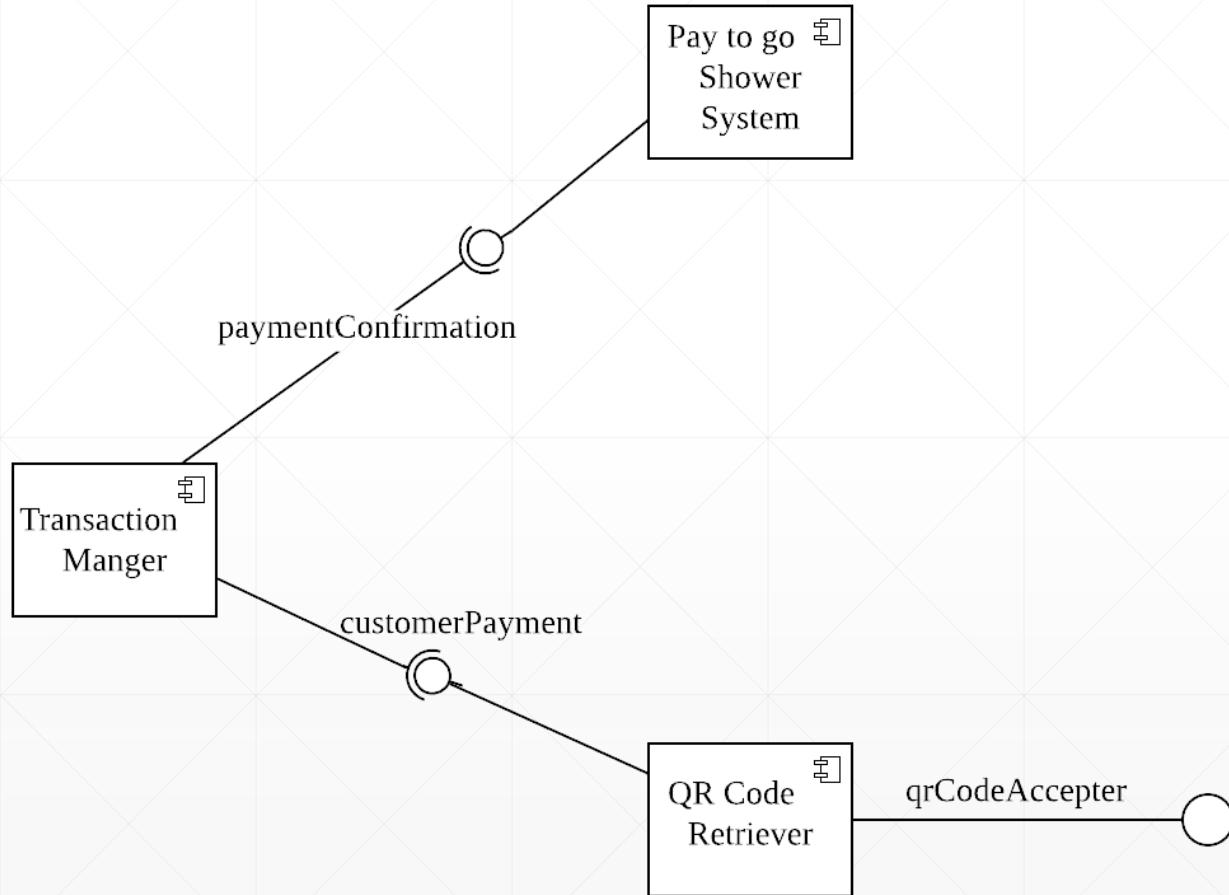 Pay to go
Shower
System
paymentConfirmation
Transaction
Manger
customerPayment
QR Code
Retriever
qrCodeAccepter